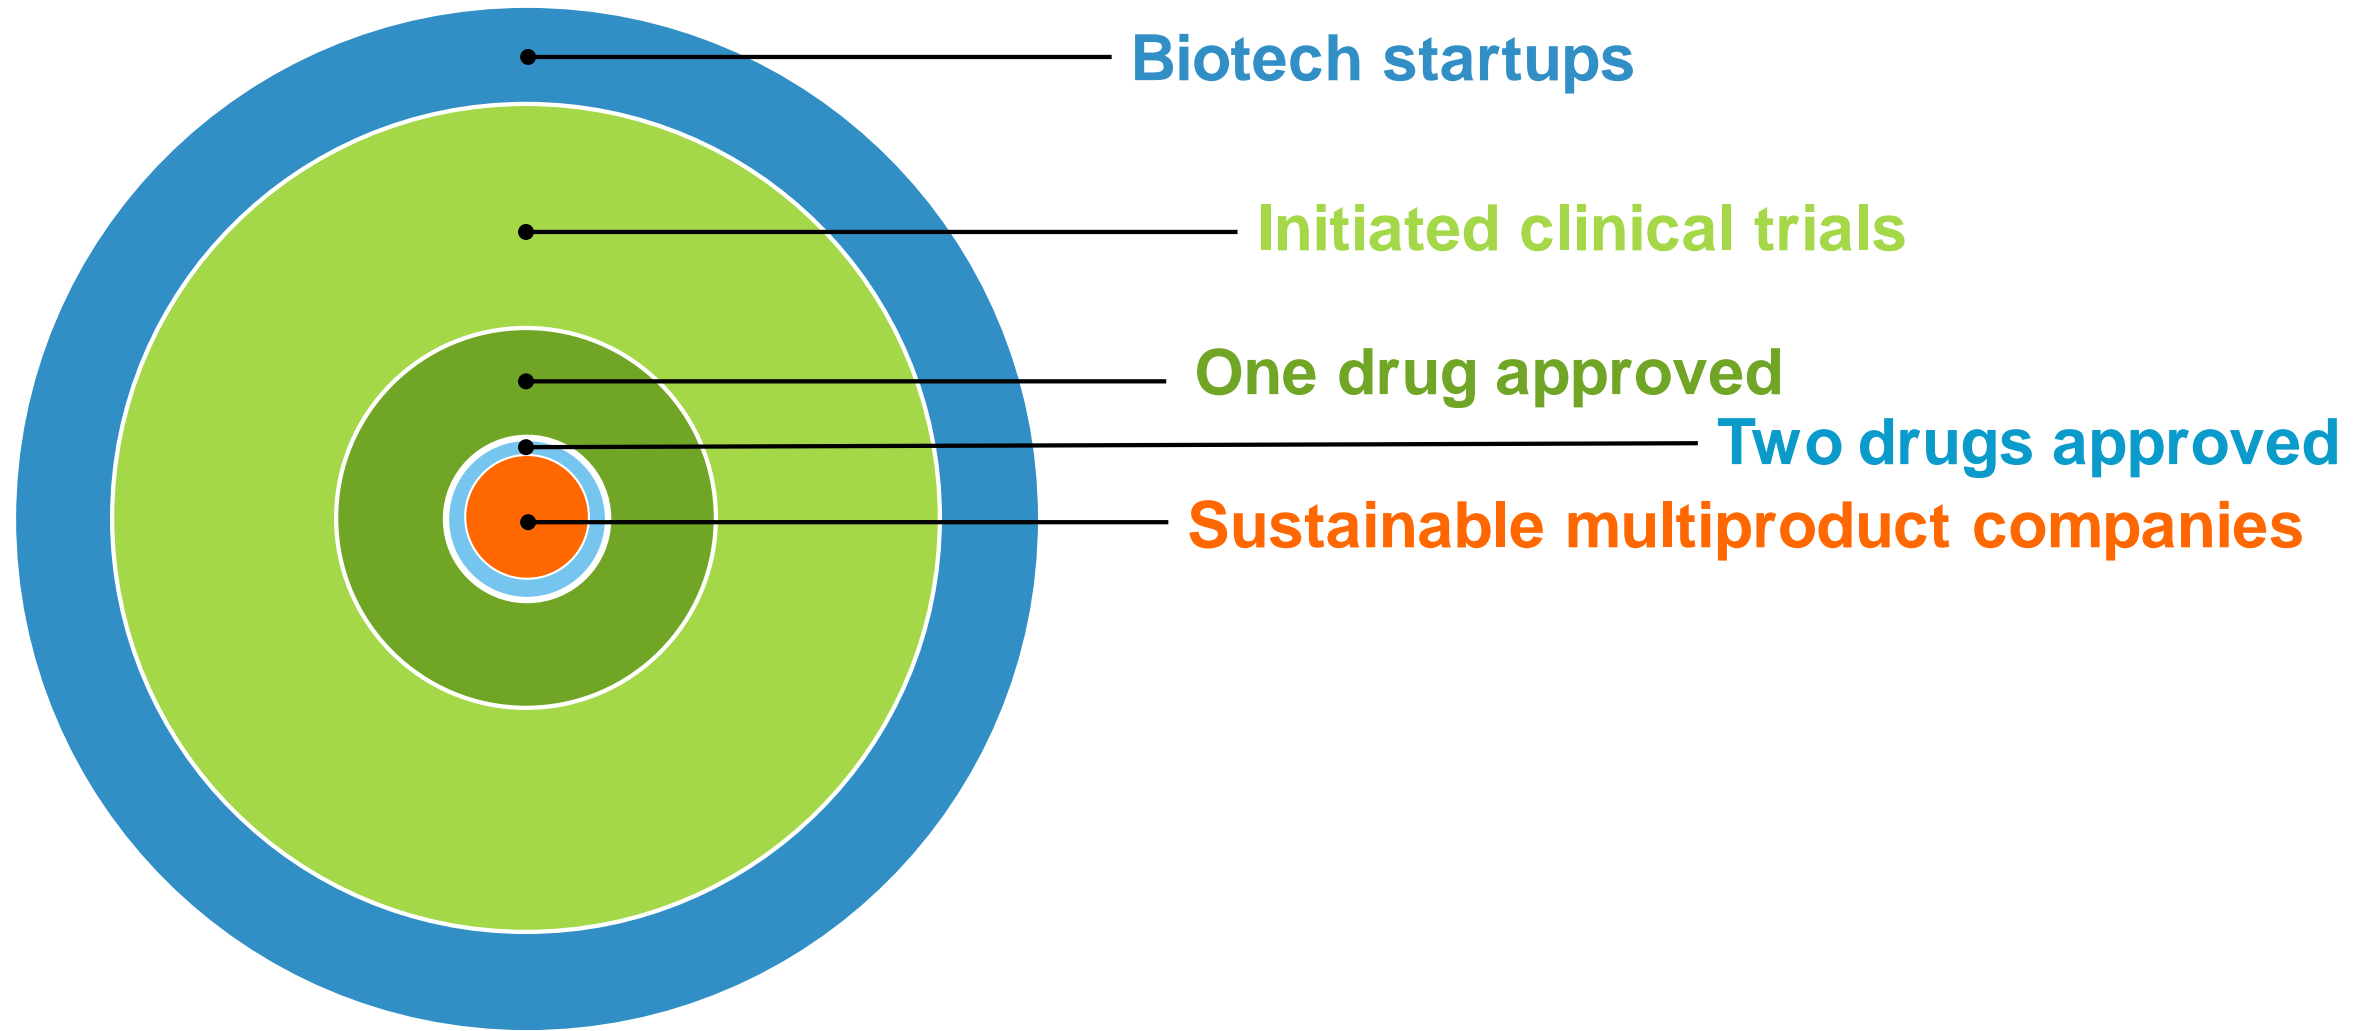 Biotech startups
Initiated clinical trials
One drug approved
Two drugs approved
Sustainable multiproduct companies